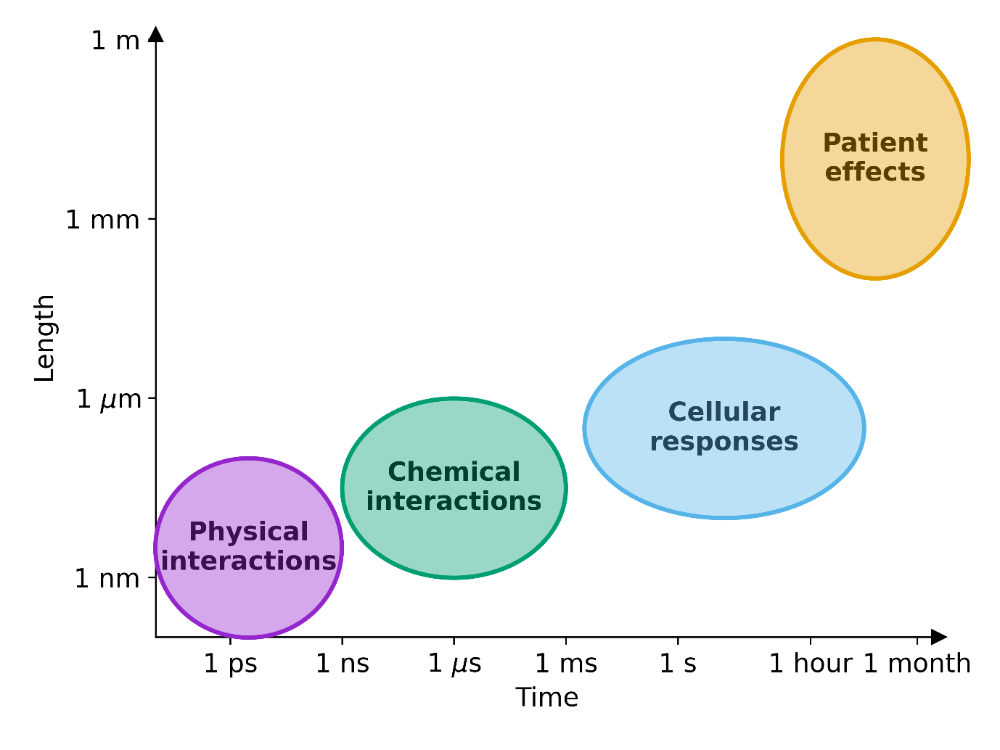 1 m
1 mm
1 μm
1 nm
Length
Patient
effects
Cellular
responses
Chemical
interactions
Physical
interactions
1 ps
1 ns
1 μs
1 ms
1 s
1 hour
1 month
Time